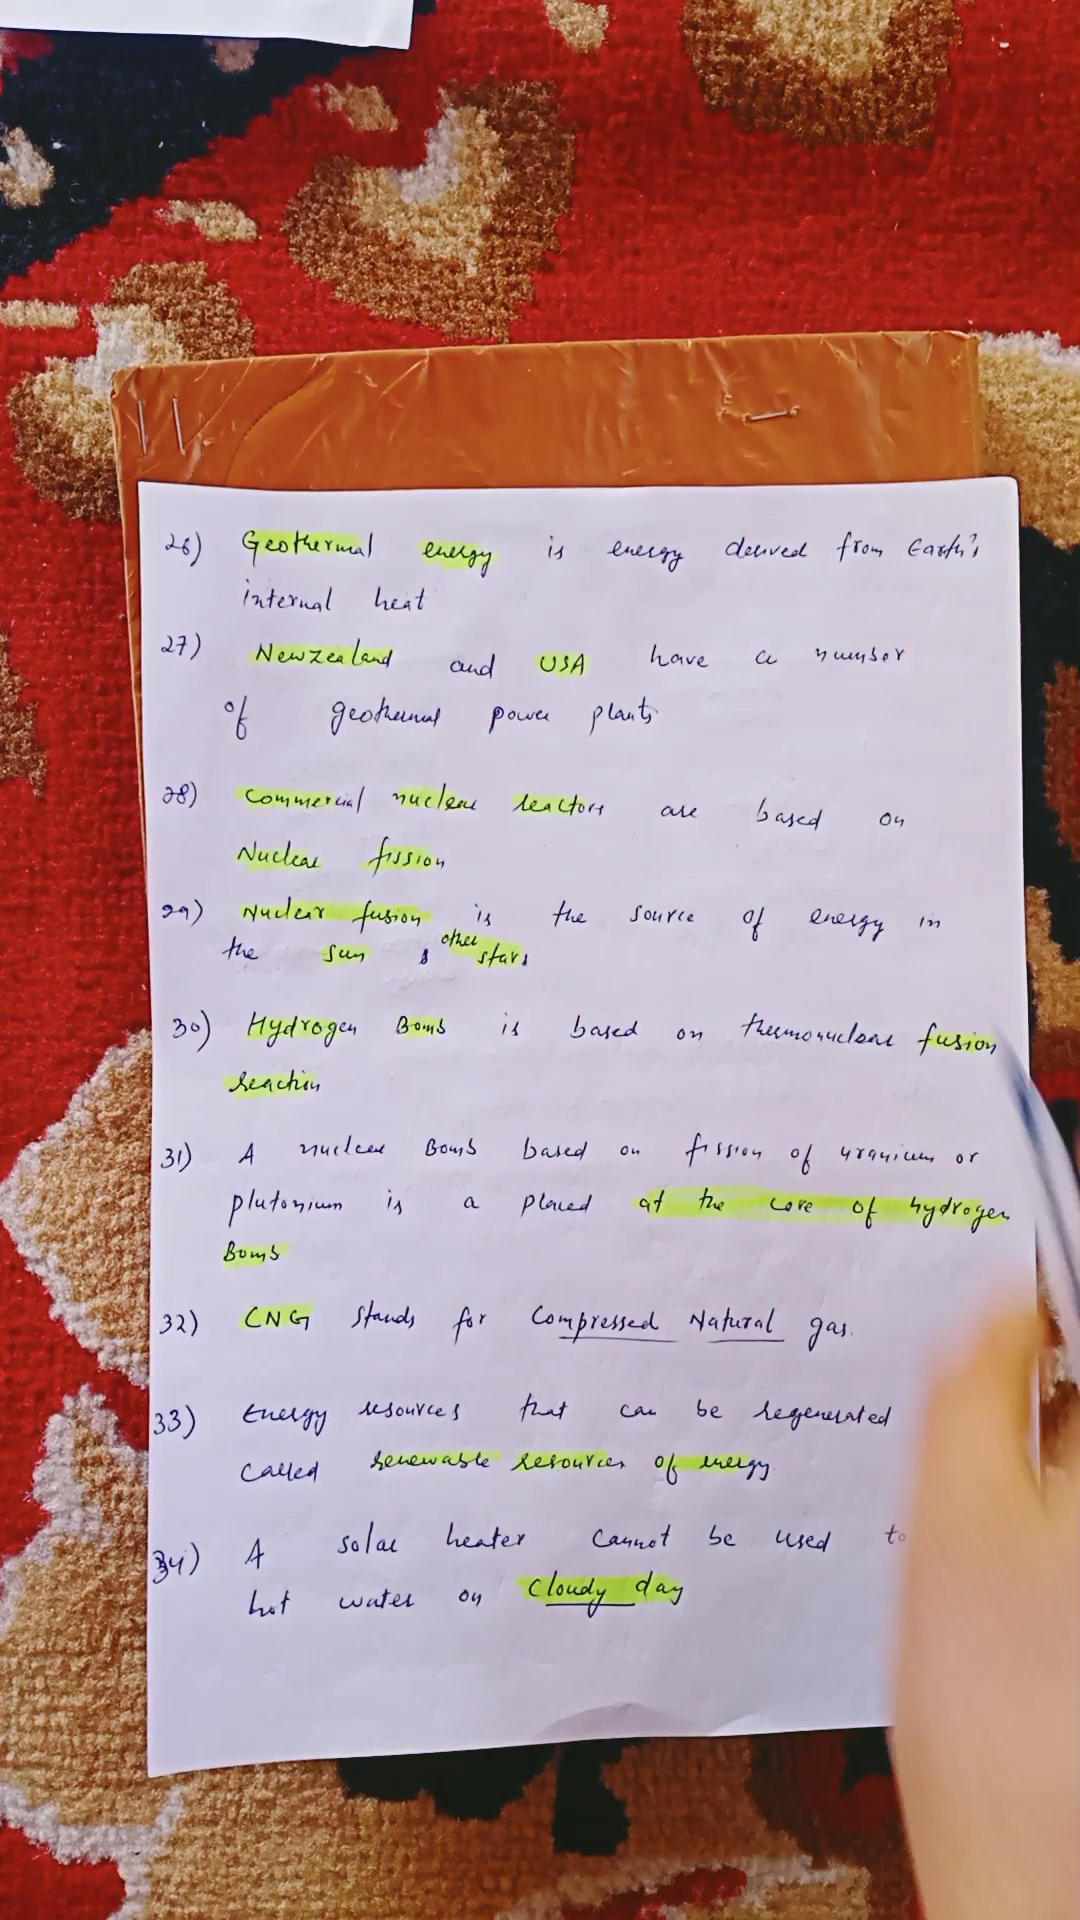 26) Geothermal energy is energy derived from Earth's
internal heat
27) Newzealand and USA have a number
of geothermal power plants
28) Commercial nuclear reactors are based on
Nuclear fission
29) Nuclear fusion is the source of energy in
the sun & other stars
30) Hydrogen Bomb is based on thermonuclear fusion
reaction
31) A nuclear Bomb based on fission of uranium or
plutonium is a placed at the core of hydrogen
Bomb
32) CNG stands for Compressed Natural gas.
33) Energy resources that can be regenerated
called renewable resources of energy.
34) A solar heater cannot be used to
hot water on cloudy day